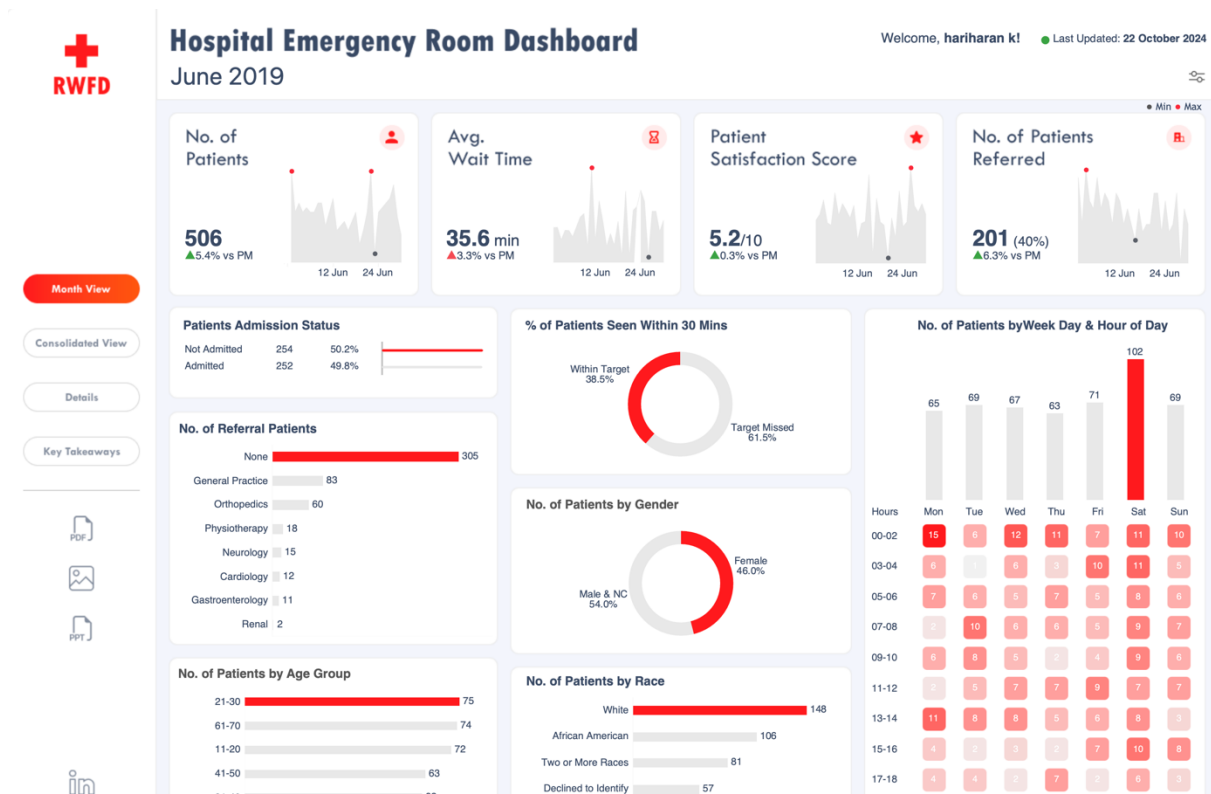 RWFD
Hospital Emergency Room Dashboard
June 2019
Welcome, hariharan k!
Last Updated: 22 October 2024
Min Max
No. of
Patients
506
5.4% vs PM
12 Jun 24 Jun
Avg.
Wait Time
35.6 min
3.3% vs PM
12 Jun 24 Jun
Patient
Satisfaction Score
5.2/10
0.3% vs PM
12 Jun 24 Jun
No. of Patients
Referred
201 (40%)
6.3% vs PM
12 Jun 24 Jun
Month View
Consolidated View
Details
Key Takeaways
PDF
PPT
in
Patients Admission Status
Not Admitted 254 50.2%
Admitted 252 49.8%
No. of Referral Patients
None 305
General Practice 83
Orthopedics 60
Physiotherapy 18
Neurology 15
Cardiology 12
Gastroenterology 11
Renal 2
No. of Patients by Age Group
21-30 75
61-70 74
11-20 72
41-50 63
% of Patients Seen Within 30 Mins
Within Target
38.5%
Target Missed
61.5%
No. of Patients by Gender
Female
46.0%
Male & NC
54.0%
No. of Patients by Race
White 148
African American 106
Two or More Races 81
Declined to Identify 57
No. of Patients byWeek Day & Hour of Day
65 69 67 63 71 102 69
Hours Mon Tue Wed Thu Fri Sat Sun
00-02 15 6 12 11 7 11 10
03-04 6 1 6 3 10 11 5
05-06 7 6 5 7 5 8 6
07-08 2 10 6 6 5 9 7
09-10 6 8 5 2 4 9 6
11-12 2 5 7 7 9 7 7
13-14 11 8 8 5 6 8 3
15-16 4 2 3 2 7 10 8
17-18 4 4 2 7 2 6 3